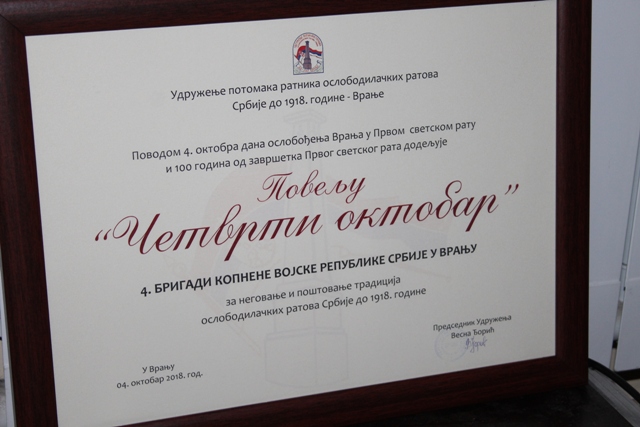 Удружење потомака ратника ослободилачких ратова
Србије до 1918. године - Врање
Поводом 4. октобра дана ослобођења Врања у Првом светском рату
и 100 година од завршетка Првог светског рата додељује
Повељу
“Четврти октобар”
4. БРИГАДИ КОПНЕНЕ ВОЈСКЕ РЕПУБЛИКЕ СРБИЈЕ У ВРАЊУ
за неговање и поштовање традиција
ослободилачких ратова Србије до 1918. године
Председник Удружења
Весна Ћорић
У Врању
04. октобар 2018. год.